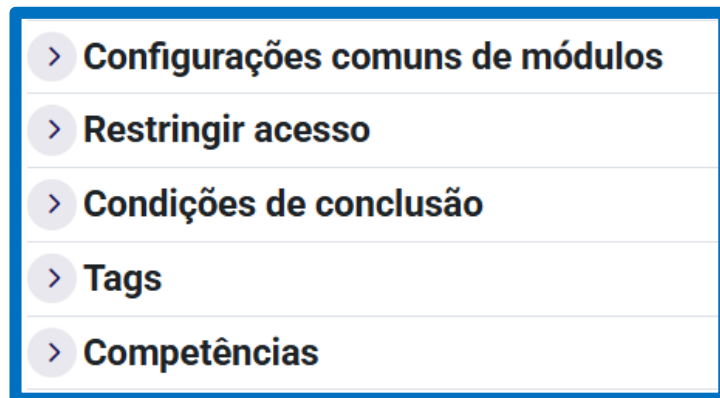 Configurações comuns de módulos
Restringir acesso
Condições de conclusão
Tags
Competências